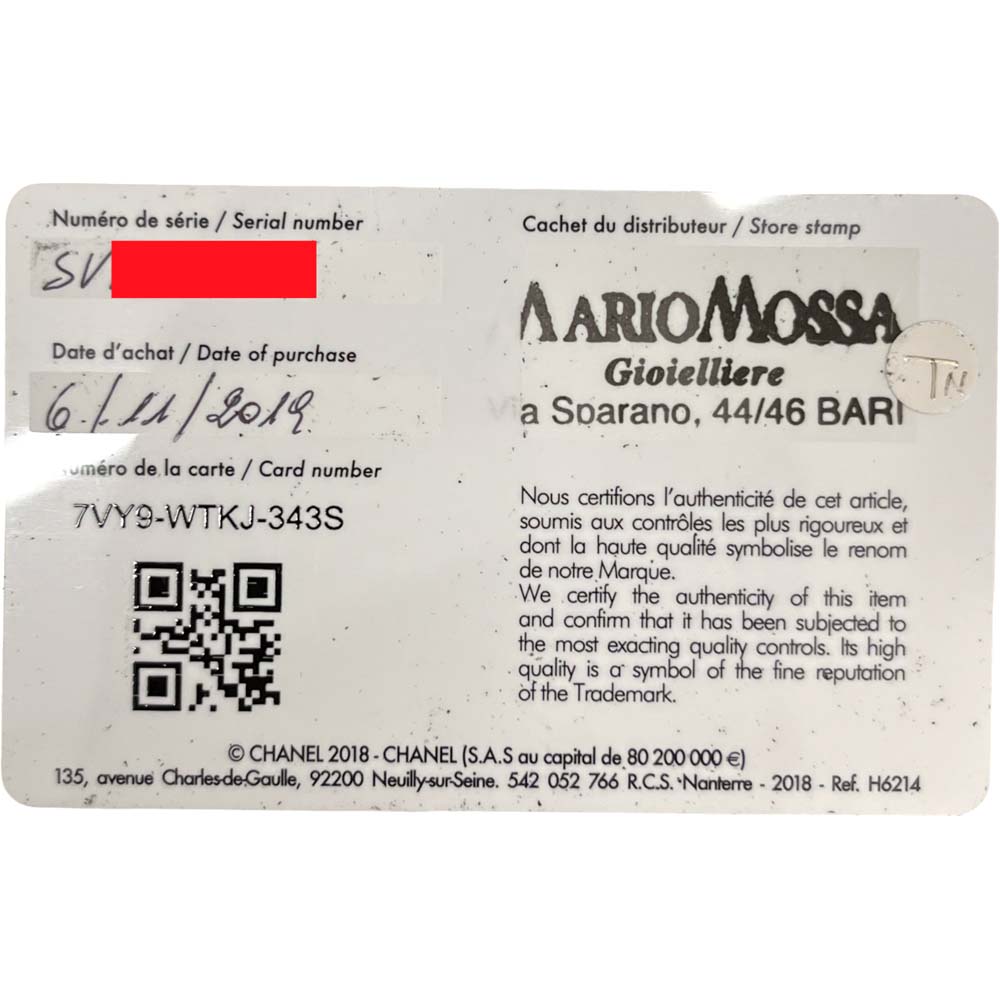 Numéro de série / Serial number
SV
Date d'achat / Date of purchase
6/11/2019
uméro de la carte / Card number
7VY9-WTKJ-343S
Cachet du distributeur / Store stamp
MARIO MOSSA
Gioielliere
Via Sparano, 44/46 BARI
TN
Nous certifions l'authenticité de cet article,
soumis aux contrôles les plus rigoureux et
dont la haute qualité symbolise le renom
de notre Marque.
We certify the authenticity of this item
and confirm that it has been subjected to
the most exacting quality controls. Its high
quality is a symbol of the fine reputation
of the Trademark.
© CHANEL 2018 - CHANEL (S.A.S au capital de 80 200 000 €)
135, avenue Charles-de-Gaulle, 92200 Neuilly-sur-Seine. 542 052 766 R.C.S. Nanterre - 2018 - Ref. H6214